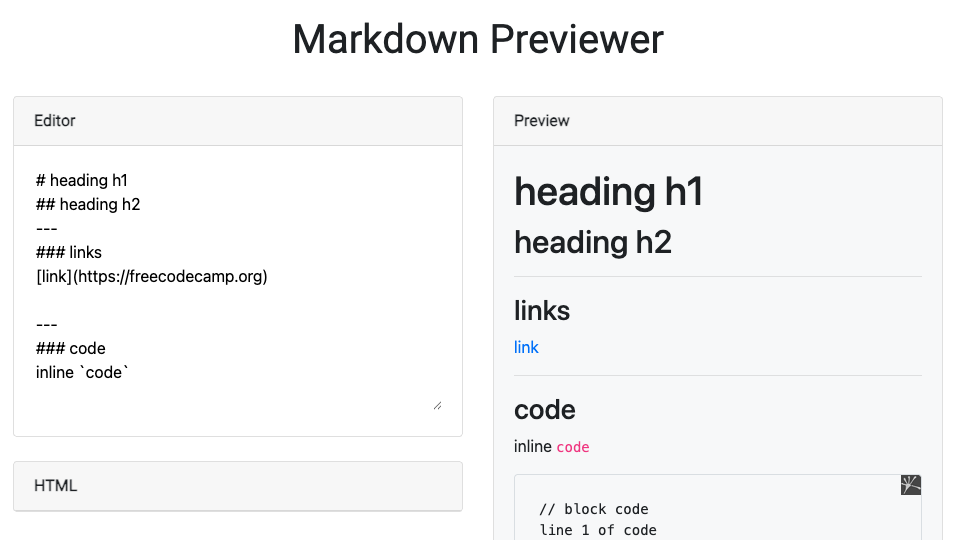 Markdown Previewer
Editor
# heading h1
## heading h2
---
### links
[link](https://freecodecamp.org)

---
### code
inline `code`
HTML
Preview
heading h1
heading h2
links
link
code
inline code
// block code
line 1 of code